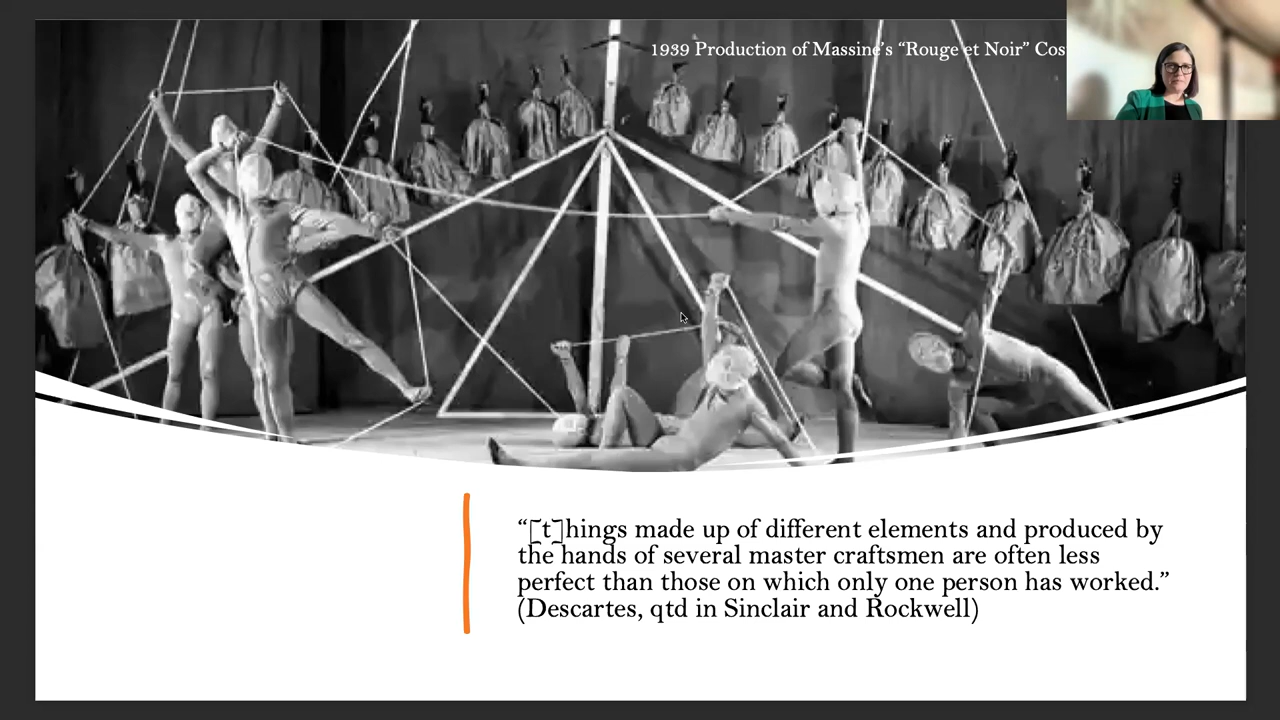 1939 Production of Massine's “Rouge et Noir” Cos
“[t]hings made up of different elements and produced by
the hands of several master craftsmen are often less
perfect than those on which only one person has worked.”
(Descartes, qtd in Sinclair and Rockwell)